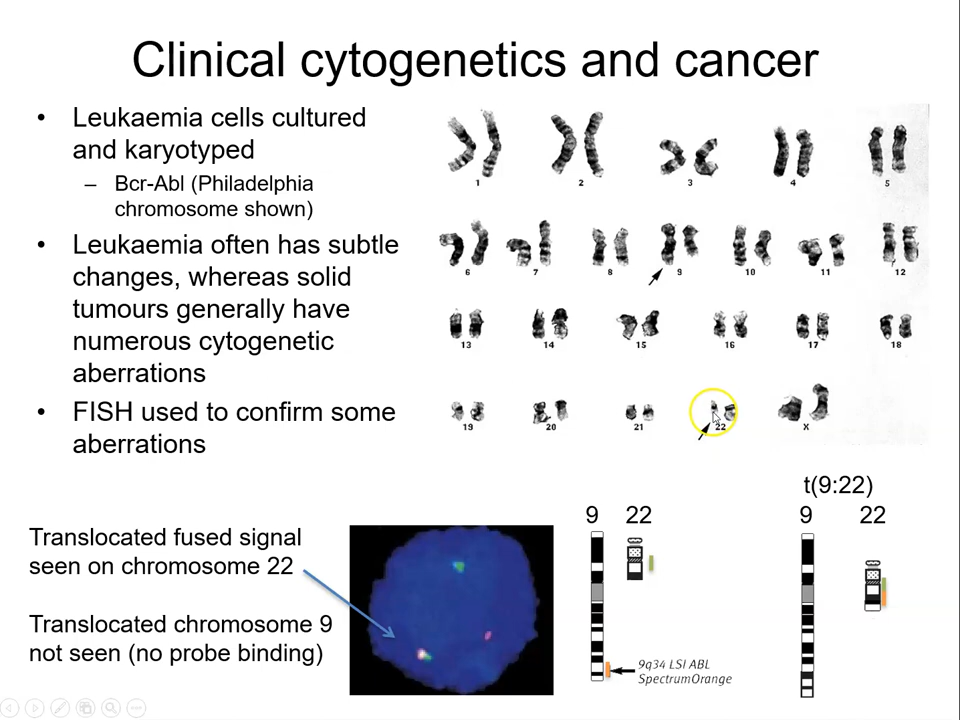 Clinical cytogenetics and cancer
• Leukaemia cells cultured
and karyotyped
– Bcr-Abl (Philadelphia
chromosome shown)
• Leukaemia often has subtle
changes, whereas solid
tumours generally have
numerous cytogenetic
aberrations
• FISH used to confirm some
aberrations
1 2 3 4 5
6 7 8 9 10 11 12
13 14 15 16 17 18
19 20 21 22 X
t(9:22)
9 22 9 22
Translocated fused signal
seen on chromosome 22
Translocated chromosome 9
not seen (no probe binding)
9q34 LSI ABL
SpectrumOrange